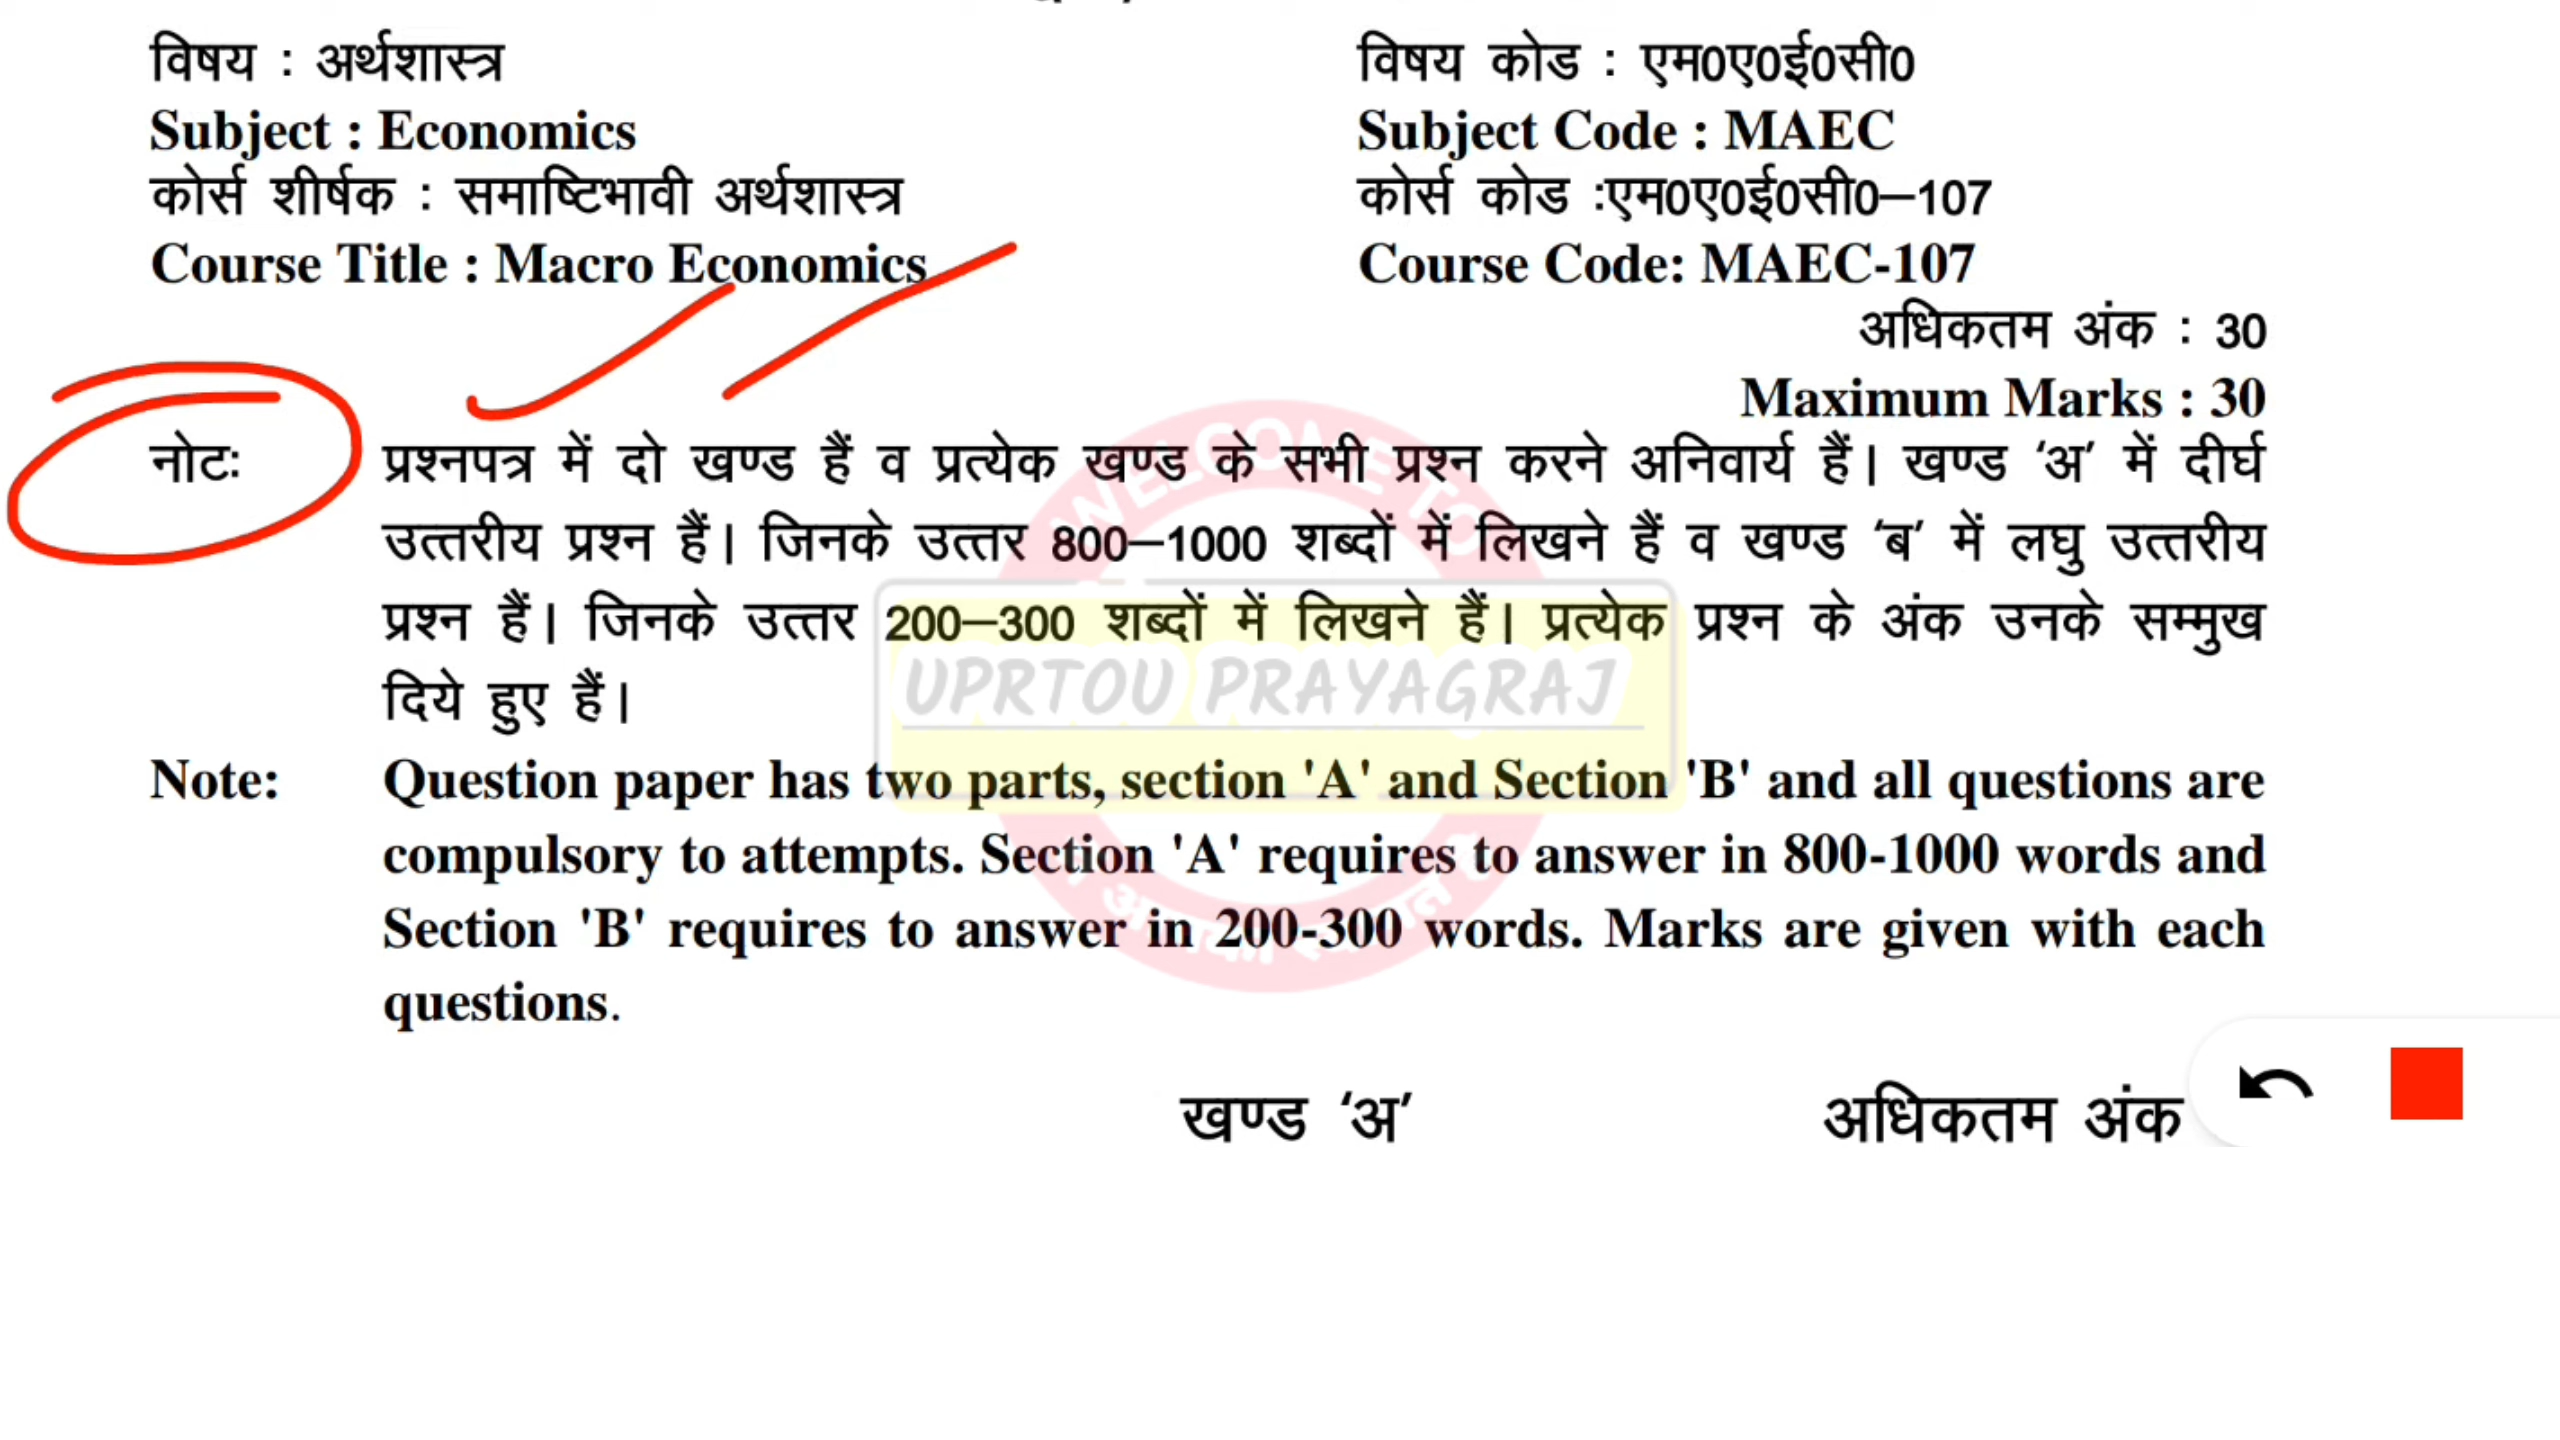 विषय : अर्थशास्त्र
विषय कोड : एम0ए0ई0सी0
Subject : Economics
Subject Code : MAEC
कोर्स शीर्षक : समाष्टिभावी अर्थशास्त्र
कोर्स कोड :एम0ए0ई0सी0–107
Course Title : Macro Economics
Course Code: MAEC-107
अधिकतम अंक : 30
Maximum Marks : 30
नोटः प्रश्नपत्र में दो खण्ड हैं व प्रत्येक खण्ड के सभी प्रश्न करने अनिवार्य हैं। खण्ड ‘अ’ में दीर्घ
उत्तरीय प्रश्न हैं। जिनके उत्तर 800–1000 शब्दों में लिखने हैं व खण्ड ‘ब’ में लघु उत्तरीय
प्रश्न हैं। जिनके उत्तर 200–300 शब्दों में लिखने हैं। प्रत्येक प्रश्न के अंक उनके सम्मुख
दिये हुए हैं।
WELCOME TO
UPRTOU PRAYAGRAJ
Note: Question paper has two parts, section 'A' and Section 'B' and all questions are
compulsory to attempts. Section 'A' requires to answer in 800-1000 words and
Section 'B' requires to answer in 200-300 words. Marks are given with each
questions.
खण्ड ‘अ’
अधिकतम अंक